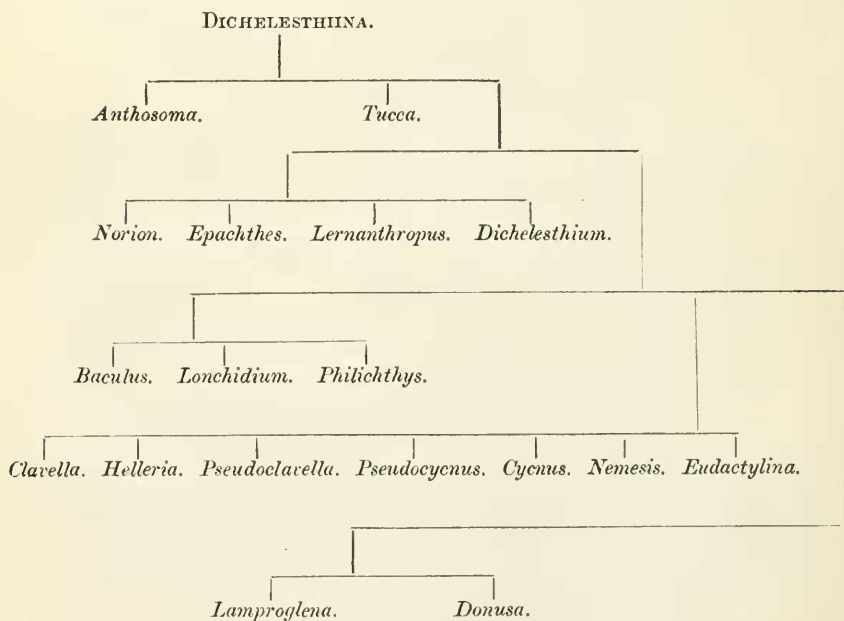 DICHELESTHIINA.
Anthosoma. Tucca.
Norion. Epachthes. Lernanthropus. Dichelesthium.
Baculus. Lonchidium. Philichthys.
Clavella. Helleria. Pseudoclavella. Pseudocycnus. Cycnus. Nemesis. Eudactylina.
Lamproglena. Donusa.